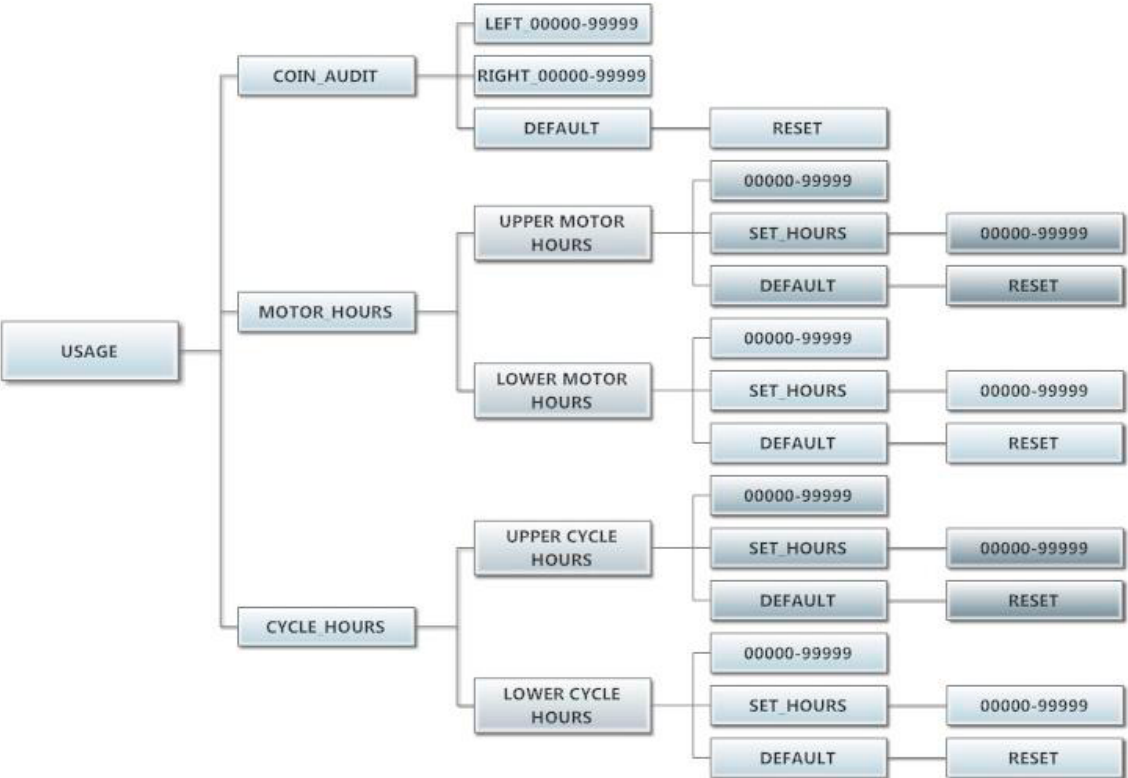 LEFT_00000-99999
COIN_AUDIT
RIGHT_00000-99999
DEFAULT
RESET
00000-99999
UPPER MOTOR
HOURS
SET_HOURS
00000-99999
DEFAULT
RESET
MOTOR_HOURS
00000-99999
USAGE
LOWER MOTOR
HOURS
SET_HOURS
00000-99999
DEFAULT
RESET
00000-99999
UPPER CYCLE
HOURS
SET_HOURS
00000-99999
DEFAULT
RESET
CYCLE_HOURS
00000-99999
LOWER CYCLE
HOURS
SET_HOURS
00000-99999
DEFAULT
RESET